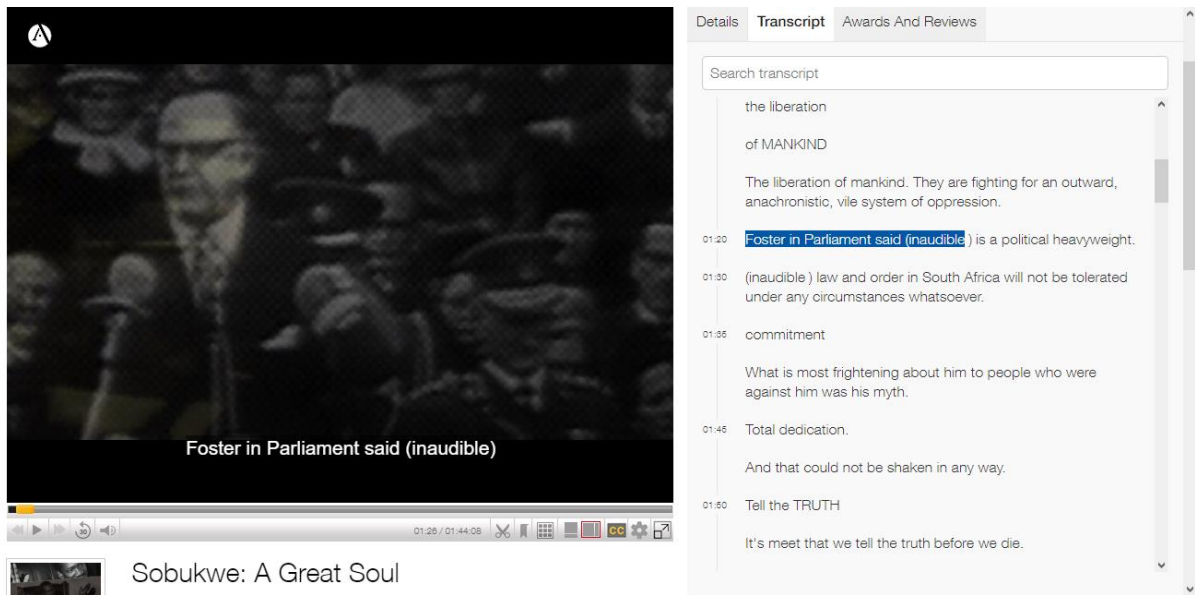 Foster in Parliament said (inaudible)
01:26 / 01:44:08
CC
30
Sobukwe: A Great Soul
Details Transcript Awards And Reviews
Search transcript
the liberation
of MANKIND
The liberation of mankind. They are fighting for an outward,
anachronistic, vile system of oppression.
01:20 Foster in Parliament said (inaudible ) is a political heavyweight.
01:30 (inaudible ) law and order in South Africa will not be tolerated
under any circumstances whatsoever.
01:35 commitment
What is most frightening about him to people who were
against him was his myth.
01:45 Total dedication.
And that could not be shaken in any way.
01:50 Tell the TRUTH
It's meet that we tell the truth before we die.